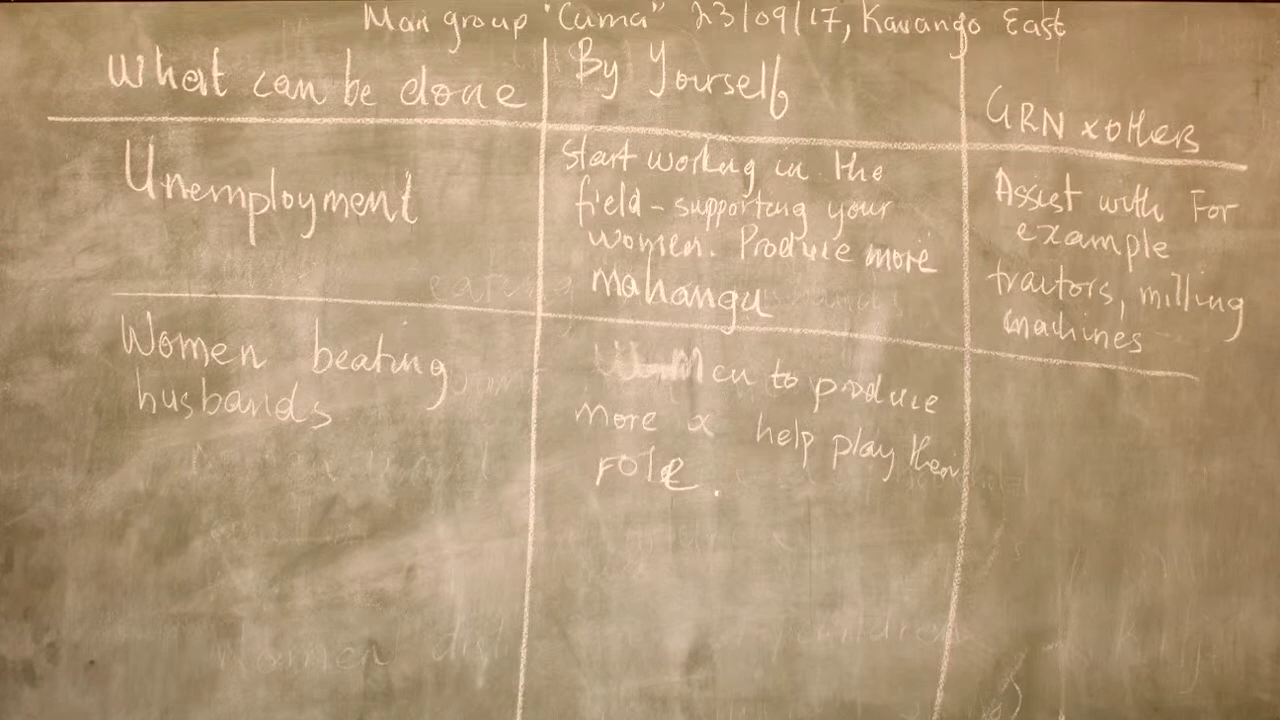 Man group "Cuma" 23/09/17, Kavango East
What can be done
By Yourself
GRN & others
Unemployment
Start working in the
field - supporting your
women. Produce more
mahangu
Assist with For
example
tractors, milling
machines
Women beating
husbands
Men to produce
more & help play their
role.
Women
children